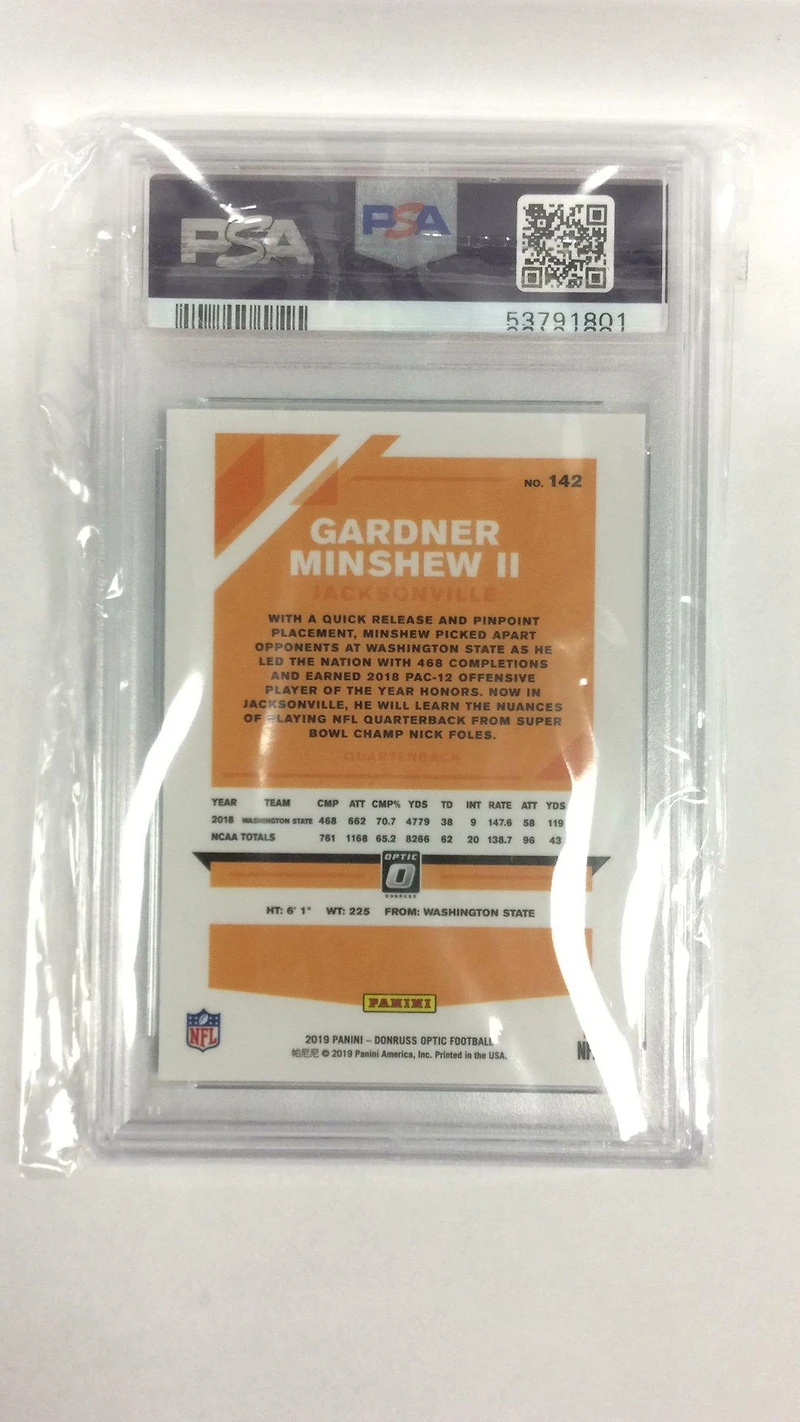 PSA
PSA
53791801
NO. 142
GARDNER
MINSHEW II
JACKSONVILLE
WITH A QUICK RELEASE AND PINPOINT
PLACEMENT, MINSHEW PICKED APART
OPPONENTS AT WASHINGTON STATE AS HE
LED THE NATION WITH 468 COMPLETIONS
AND EARNED 2018 PAC-12 OFFENSIVE
PLAYER OF THE YEAR HONORS. NOW IN
JACKSONVILLE, HE WILL LEARN THE NUANCES
OF PLAYING NFL QUARTERBACK FROM SUPER
BOWL CHAMP NICK FOLES.
QUARTERBACK
YEAR TEAM CMP ATT CMP% YDS TD INT RATE ATT YDS
2018 WASHINGTON STATE 468 662 70.7 4779 38 9 147.6 58 119
NCAA TOTALS 761 1168 65.2 8266 62 20 138.7 96 43
OPTIC
DONRUSS
HT: 6' 1" WT: 225 FROM: WASHINGTON STATE
PANINI
NFL
2019 PANINI – DONRUSS OPTIC FOOTBALL
帕尼尼 © 2019 Panini America, Inc. Printed in the USA.